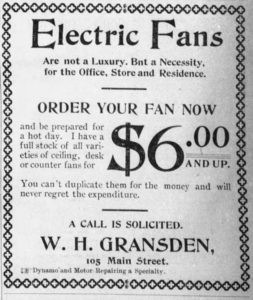 Electric Fans
Are not a Luxury. Bnt a Necessity,
for the Office, Store and Residence.
ORDER YOUR FAN NOW
and be prepared for
a hot day. I have a
full stock of all vari-
eties of ceiling, desk
or counter fans for
$6.00
AND UP.
You can't duplicate them for the money and will
never regret the expenditure.
A CALL IS SOLICITED.
W. H. GRANSDEN,
105 Main Street.
☞ Dynamo and Motor Repairing a Specialty.